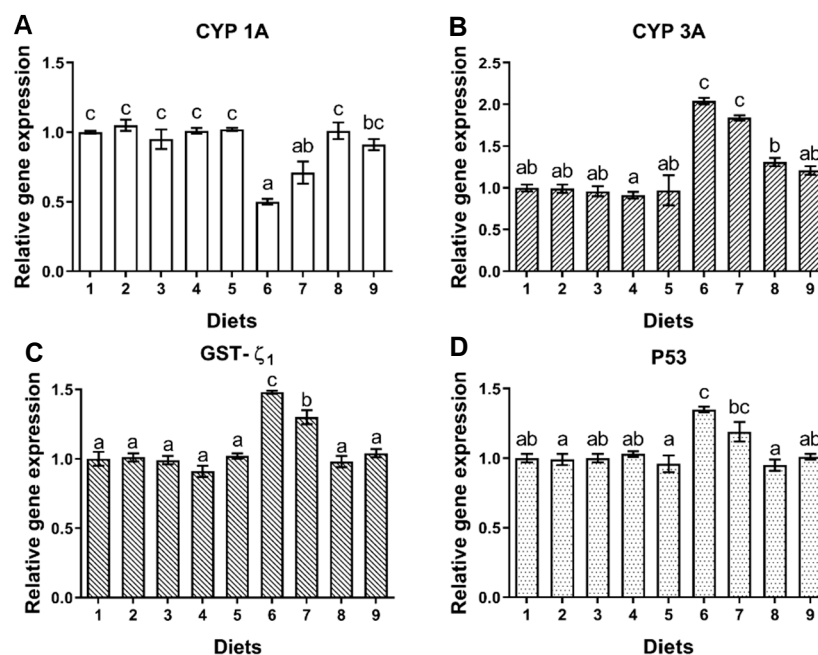 A
CYP 1A
Relative gene expression
1.5
1.0
0.5
0.0
c c c c c a ab c bc
1 2 3 4 5 6 7 8 9
Diets
B
CYP 3A
Relative gene expression
2.5
2.0
1.5
1.0
0.5
0.0
ab ab ab a ab c c b ab
1 2 3 4 5 6 7 8 9
Diets
C
GST- ζ1
Relative gene expression
1.5
1.0
0.5
0.0
a a a a a c b a a
1 2 3 4 5 6 7 8 9
Diets
D
P53
Relative gene expression
1.5
1.0
0.5
0.0
ab a ab ab a c bc a ab
1 2 3 4 5 6 7 8 9
Diets